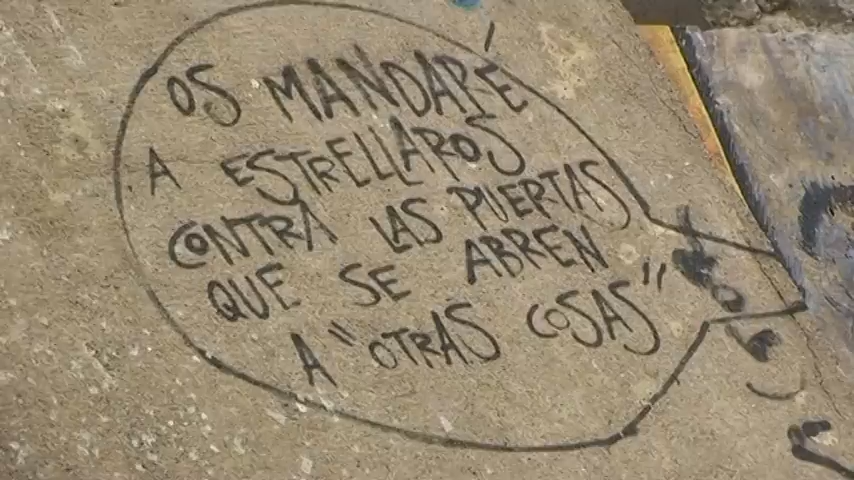 OS MANDARÉ
A ESTRELLAROS
CONTRA LAS PUERTAS
QUE SE ABREN
A "OTRAS COSAS"